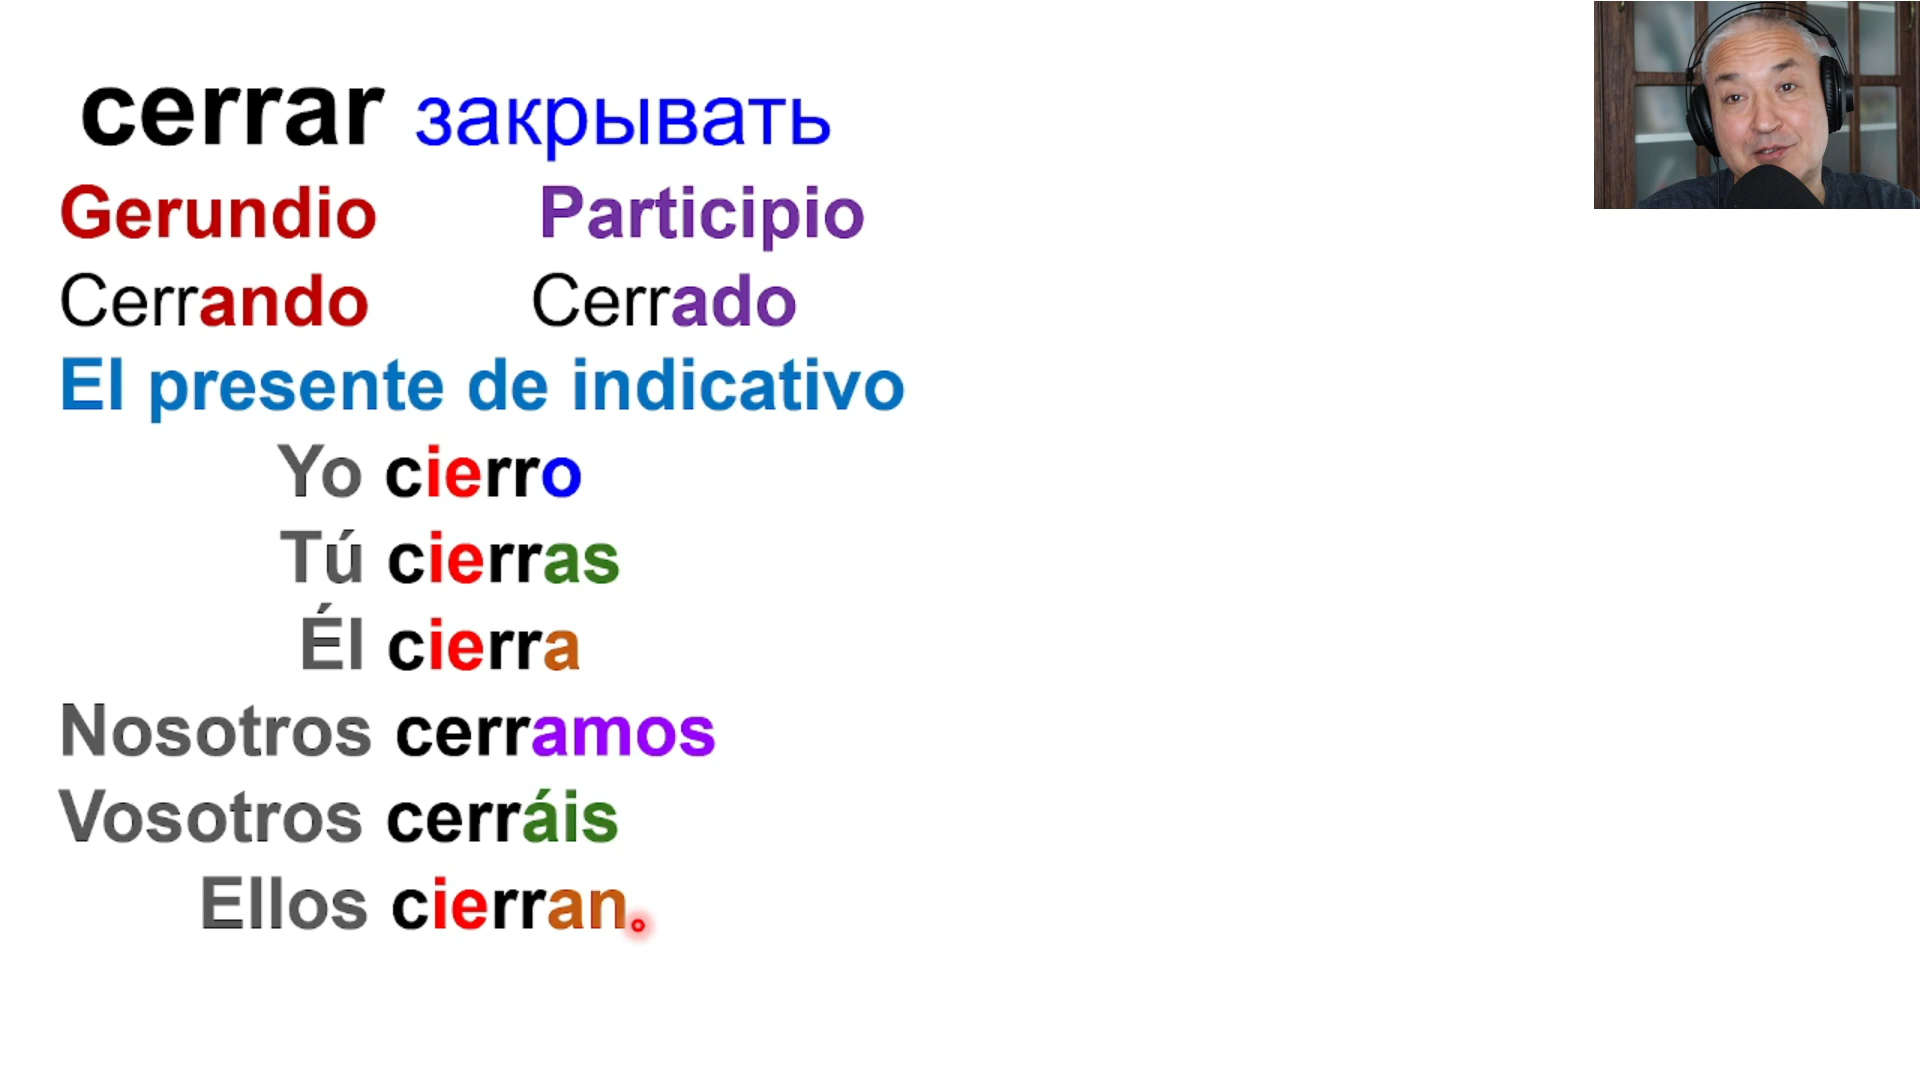 cerrar закрывать
Gerundio Participio
Cerrando Cerrado
El presente de indicativo
Yo cierro
Tú cierras
Él cierra
Nosotros cerramos
Vosotros cerráis
Ellos cierran